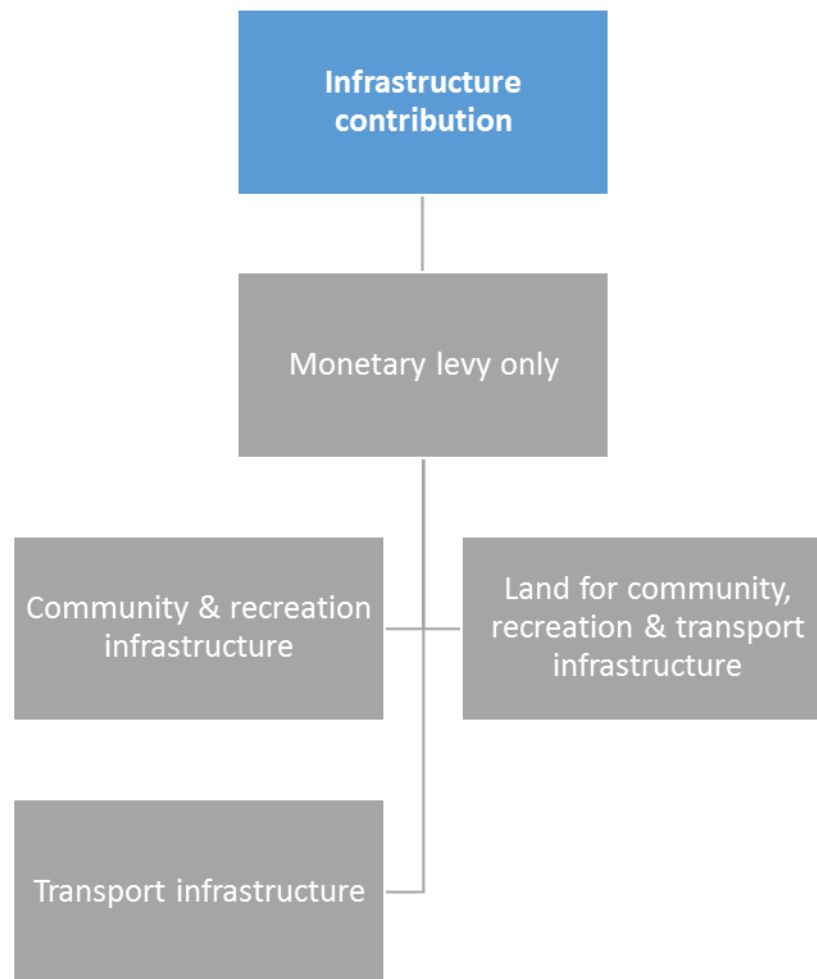 Infrastructure
contribution
Monetary levy only
Community & recreation
infrastructure
Land for community,
recreation & transport
infrastructure
Transport infrastructure